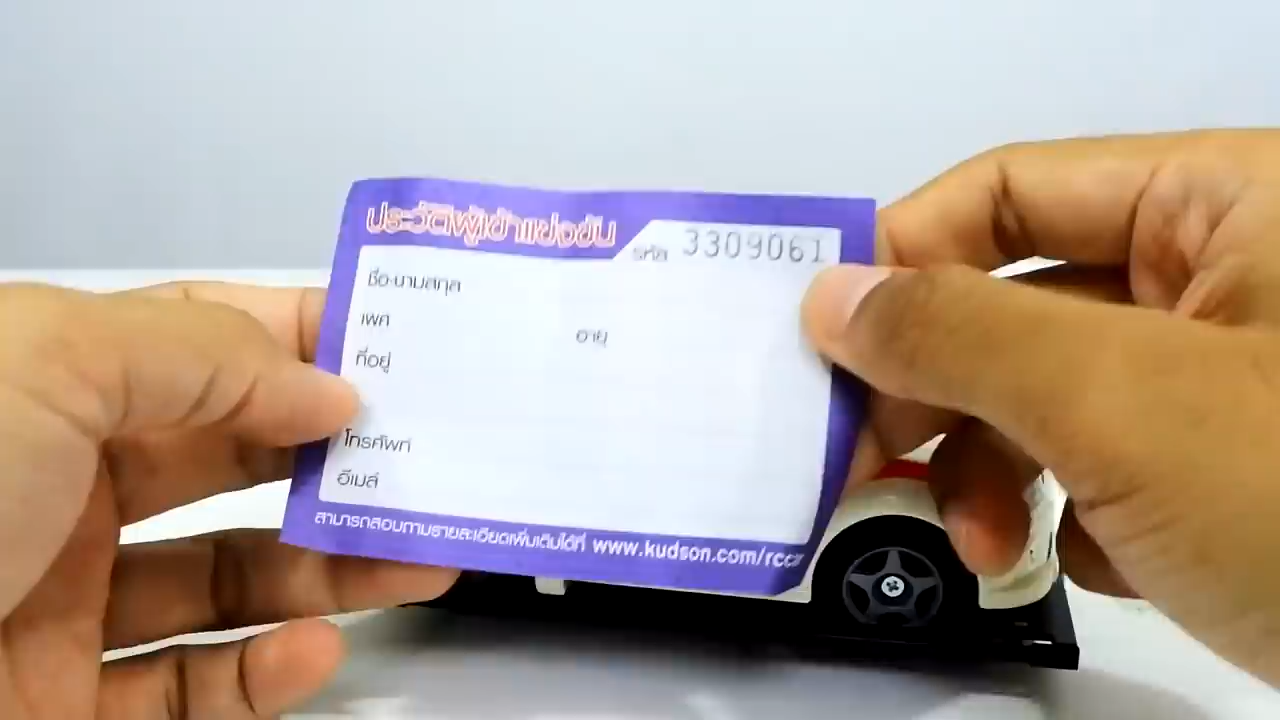 ประวัติผู้เข้าแข่งขัน
รหัส 3309061
ชื่อ-นามสกุล
เพศ อายุ
ที่อยู่
โทรศัพท์
อีเมล์
สามารถสอบถามรายละเอียดเพิ่มเติมได้ที่ www.kudson.com/rccar